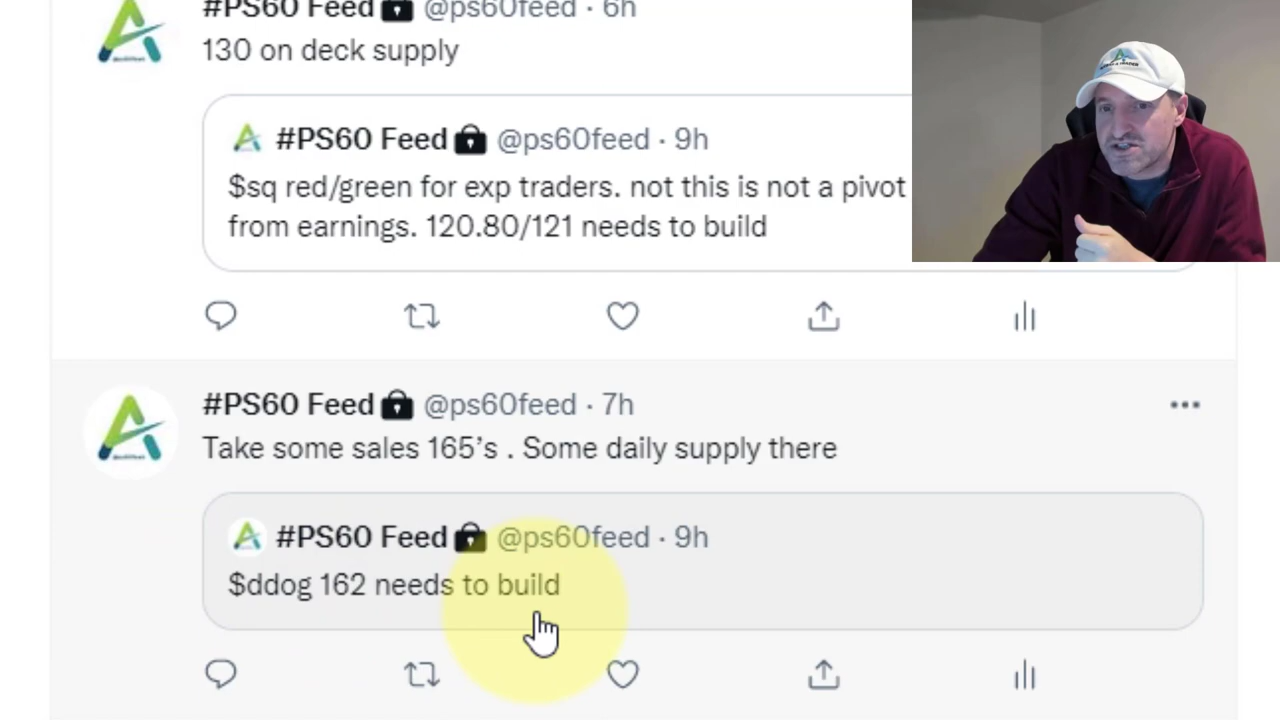 #PS60 Feed @ps60feed · 6h
130 on deck supply
#PS60 Feed @ps60feed · 9h
$sq red/green for exp traders. not this is not a pivot
from earnings. 120.80/121 needs to build
#PS60 Feed @ps60feed · 7h
Take some sales 165’s . Some daily supply there
#PS60 Feed @ps60feed · 9h
$ddog 162 needs to build